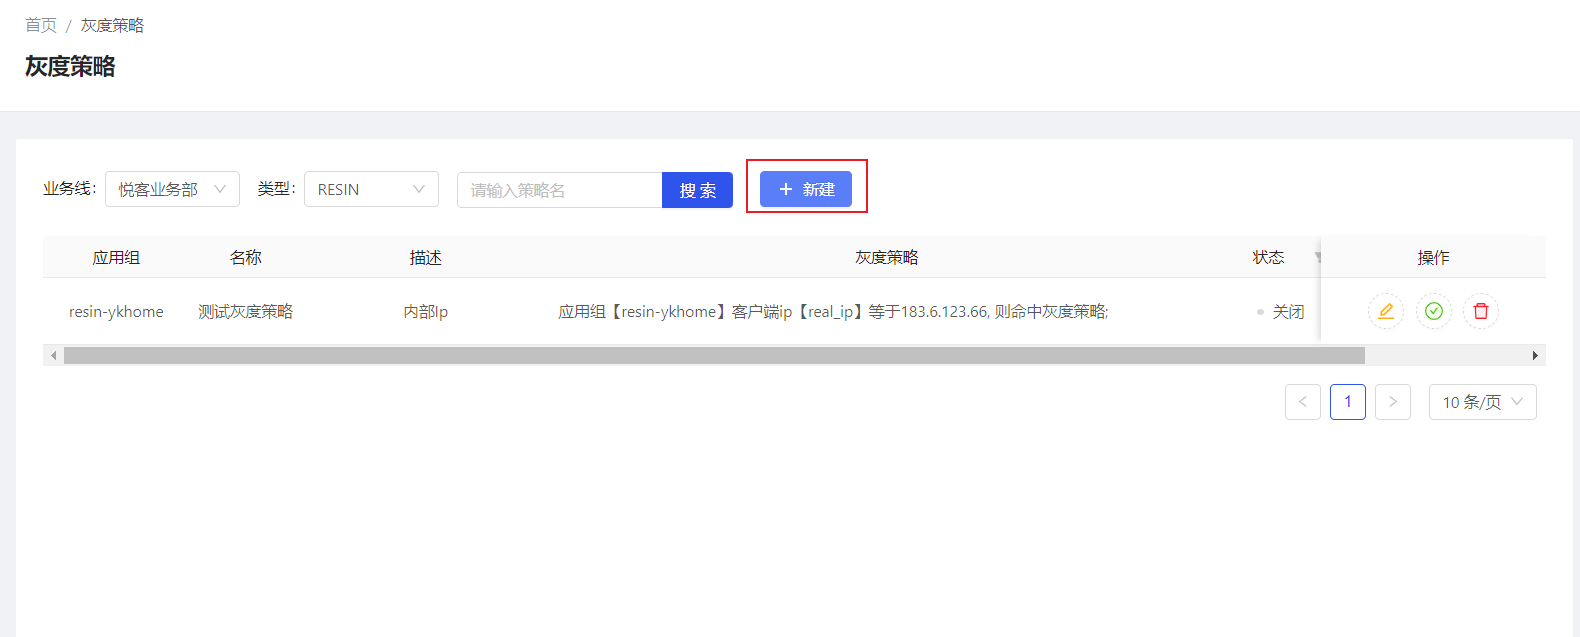 首页 / 灰度策略
灰度策略
业务线: 悦客业务部 类型: RESIN 请输入策略名 搜 索 + 新建
应用组 名称 描述 灰度策略 状态 操作
resin-ykhome 测试灰度策略 内部Ip 应用组【resin-ykhome】客户端ip【real_ip】等于183.6.123.66, 则命中灰度策略; 关闭
< 1 > 10 条/页